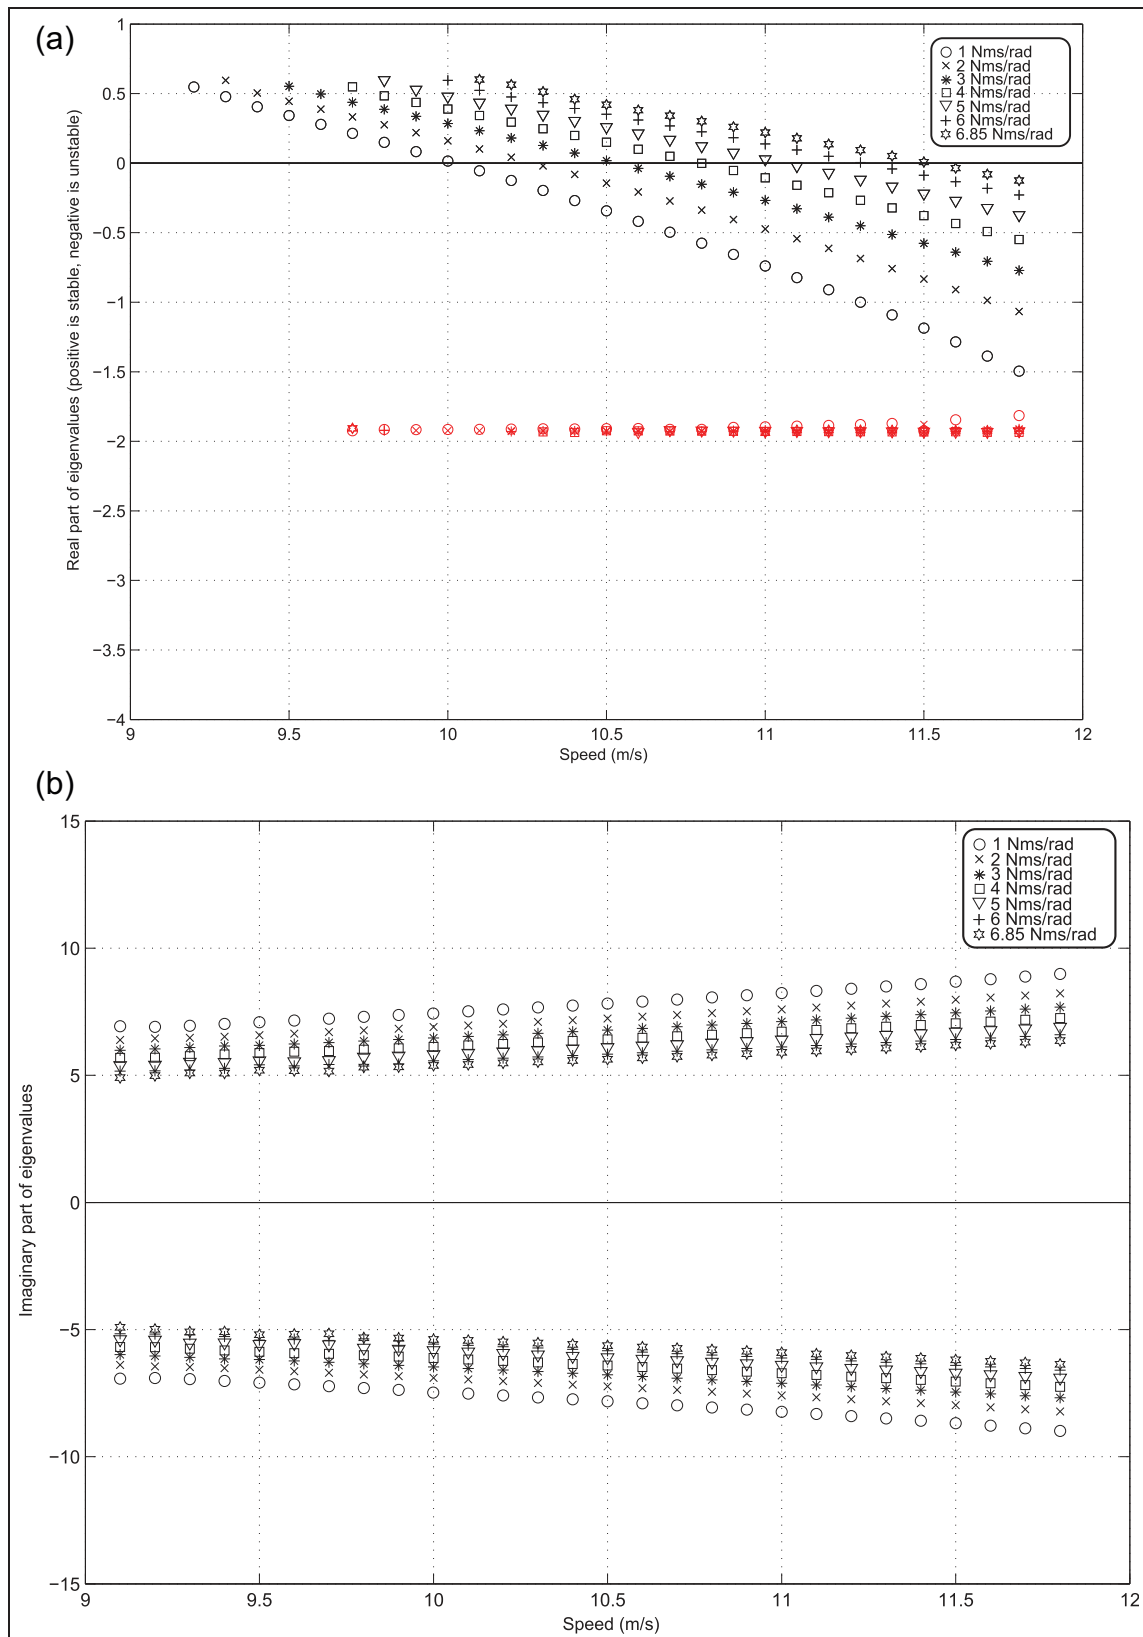 (a)
1
0.5
0
−0.5
−1
−1.5
−2
−2.5
−3
−3.5
−4
Real part of eigenvalues (positive is stable, negative is unstable)
1 Nms/rad
2 Nms/rad
3 Nms/rad
4 Nms/rad
5 Nms/rad
6 Nms/rad
6.85 Nms/rad
9 9.5 10 10.5 11 11.5 12
Speed (m/s)
(b)
15
10
5
0
−5
−10
−15
Imaginary part of eigenvalues
1 Nms/rad
2 Nms/rad
3 Nms/rad
4 Nms/rad
5 Nms/rad
6 Nms/rad
6.85 Nms/rad
9 9.5 10 10.5 11 11.5 12
Speed (m/s)